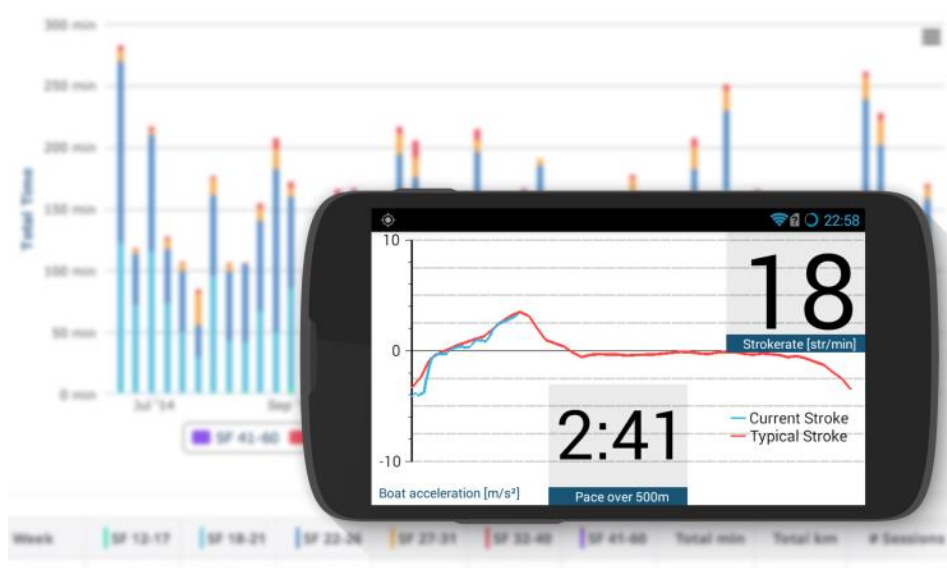 300 min
250 min
200 min
150 min
100 min
50 min
0 min
Total Time
Jul '14
Sep '
SF 41-60
22:58
10
0
-10
18
Strokerate [str/min]
2:41
Pace over 500m
Current Stroke
Typical Stroke
Boat acceleration [m/s²]
Week SF 12-17 SF 18-21 SF 22-26 SF 27-31 SF 32-40 SF 41-60 Total min Total km # Sessions